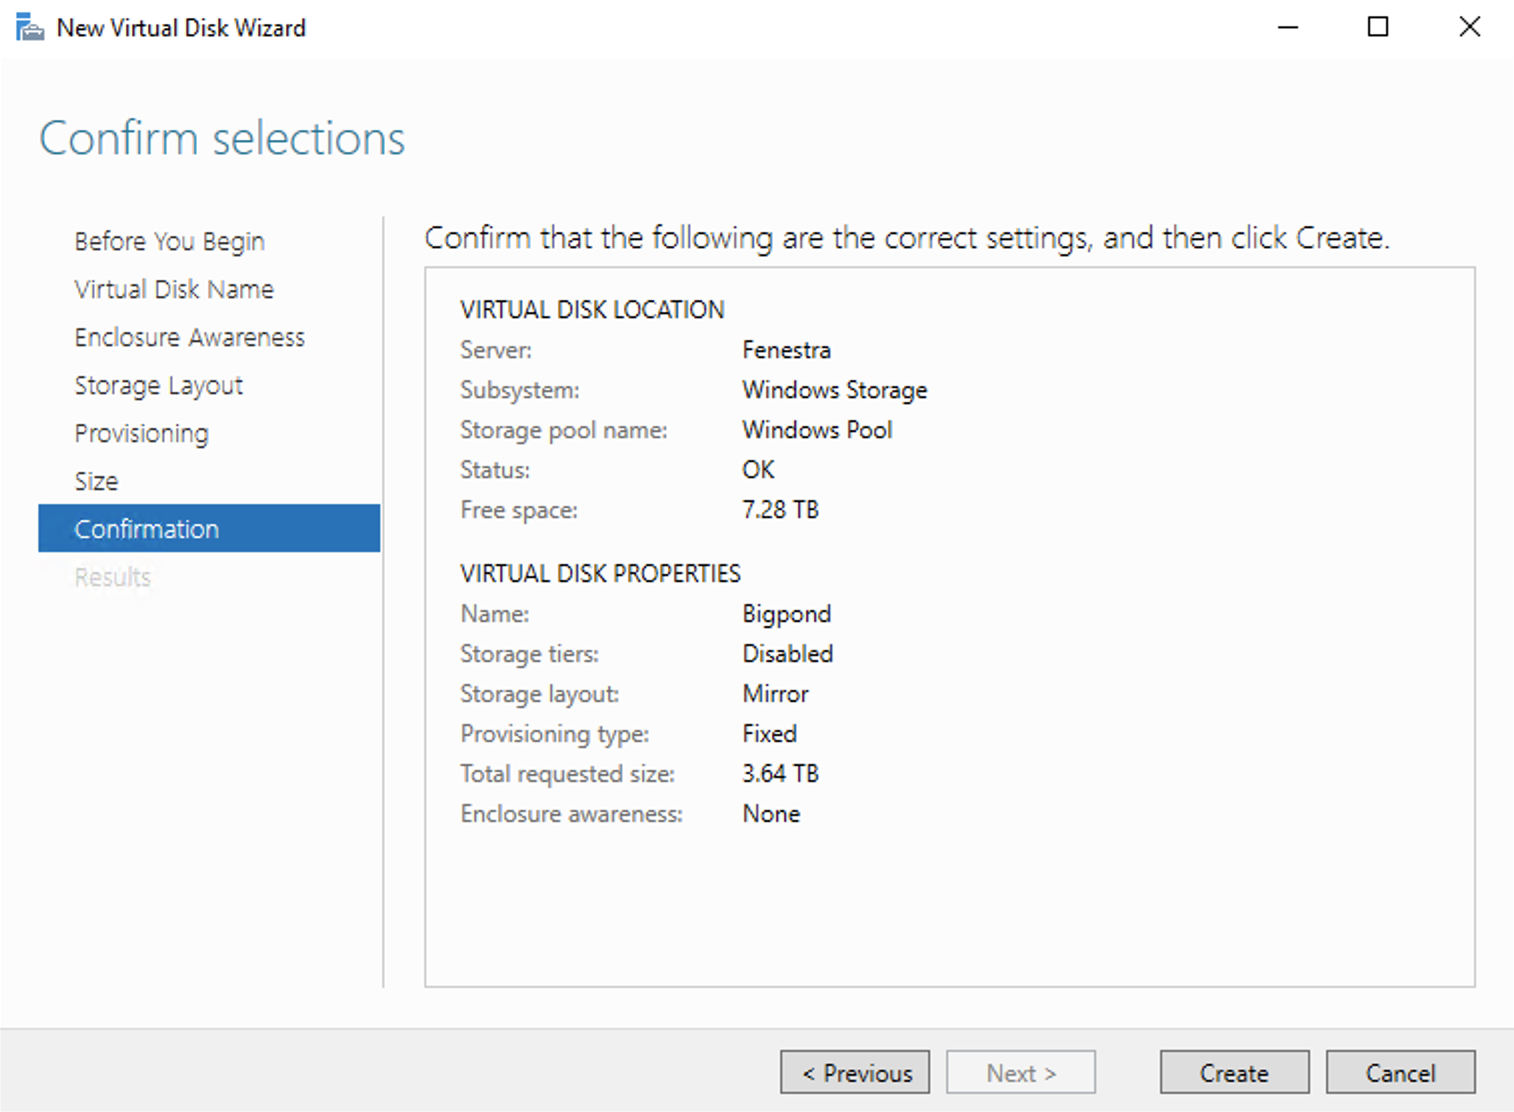 New Virtual Disk Wizard
Confirm selections
Before You Begin
Virtual Disk Name
Enclosure Awareness
Storage Layout
Provisioning
Size
Confirmation
Results
Confirm that the following are the correct settings, and then click Create.
VIRTUAL DISK LOCATION
Server: Fenestra
Subsystem: Windows Storage
Storage pool name: Windows Pool
Status: OK
Free space: 7.28 TB
VIRTUAL DISK PROPERTIES
Name: Bigpond
Storage tiers: Disabled
Storage layout: Mirror
Provisioning type: Fixed
Total requested size: 3.64 TB
Enclosure awareness: None
< Previous Next > Create Cancel